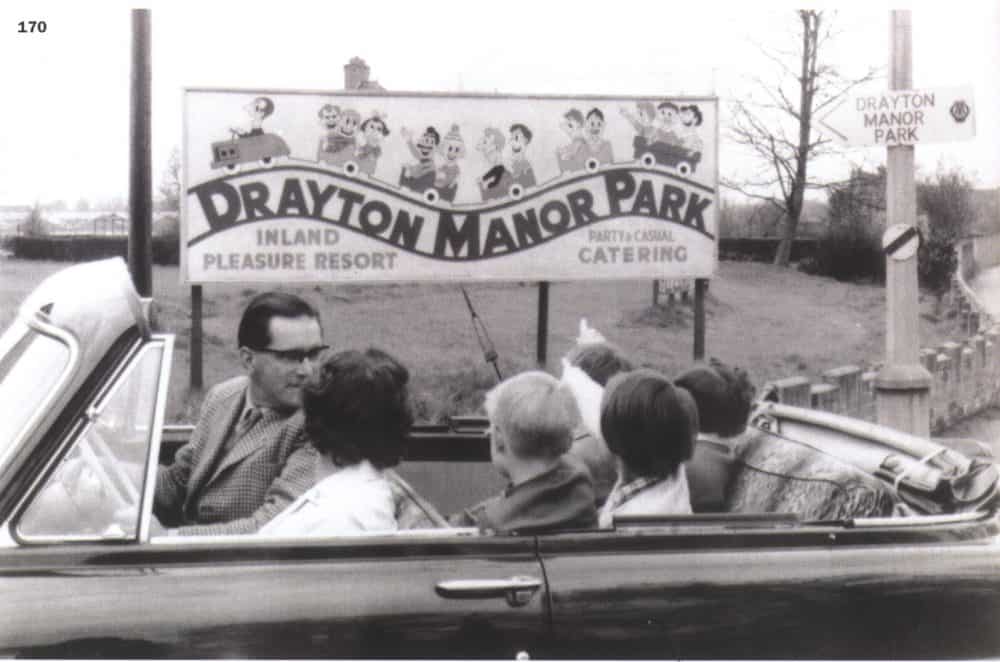 170
DRAYTON MANOR PARK
INLAND
PLEASURE RESORT
PARTY & CASUAL
CATERING
DRAYTON
MANOR
PARK